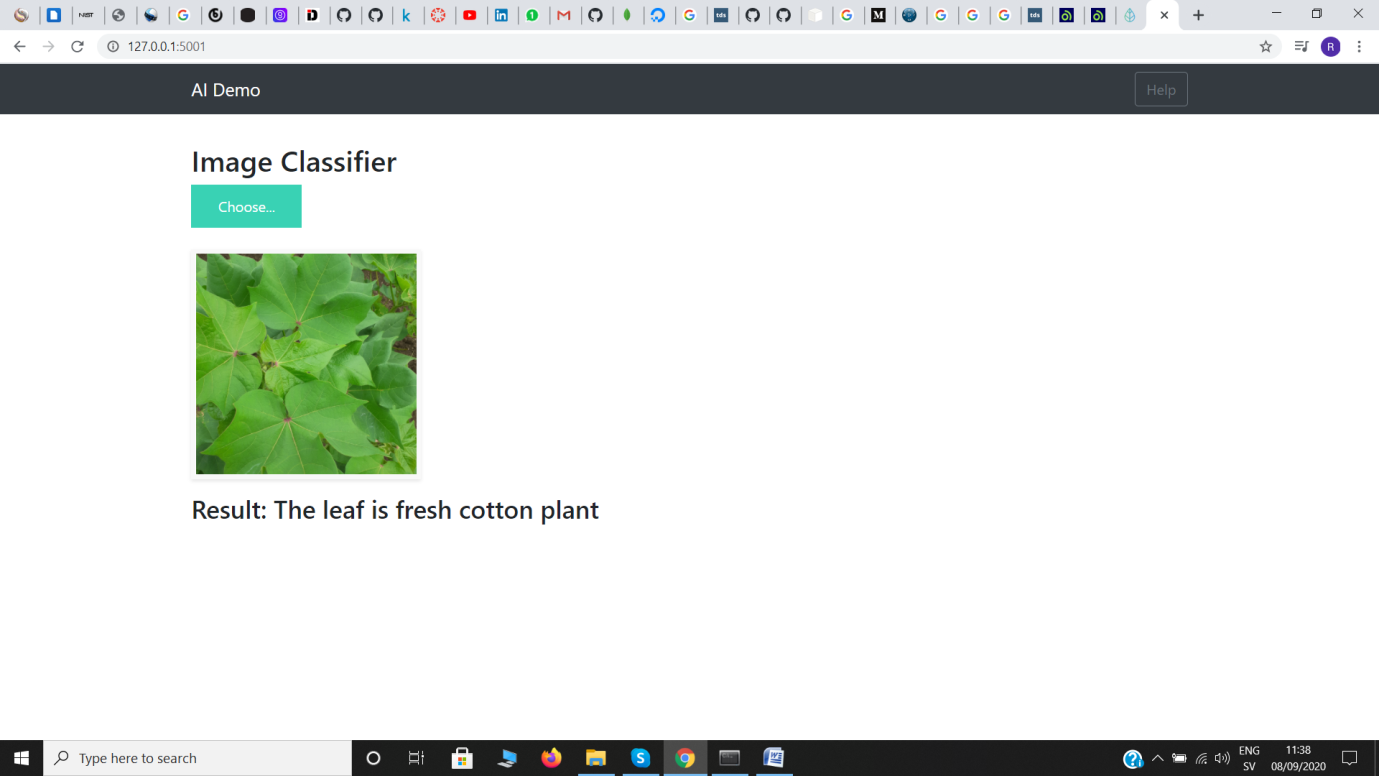 127.0.0.1:5001
R
AI Demo
Help
Image Classifier
Choose...
Result: The leaf is fresh cotton plant
Type here to search
ENG
SV
11:38
08/09/2020